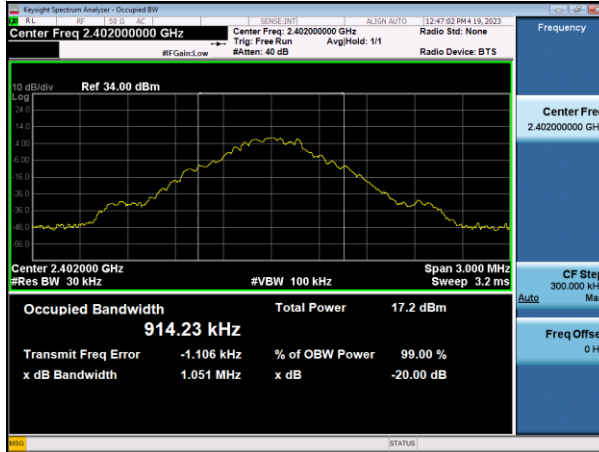 Keysight Spectrum Analyzer - Occupied BW
RL RF 50 Ω AC SENSE:INT ALIGN AUTO 12:47:02 PM 4 19, 2023
Center Freq 2.402000000 GHz Center Freq: 2.402000000 GHz Radio Std: None Frequency
Trig: Free Run Avg|Hold: 1/1
#IFGain:Low #Atten: 40 dB Radio Device: BTS
10 dB/div Ref 34.00 dBm
Log
24.0
14.0
4.00
-6.00
-16.0
-26.0
-36.0
-46.0
-56.0
Center Fre
2.402000000 GH
Center 2.402000 GHz Span 3.000 MHz
#Res BW 30 kHz #VBW 100 kHz Sweep 3.2 ms
CF Step
300.000 kH
Auto Ma
Occupied Bandwidth Total Power 17.2 dBm
914.23 kHz
Transmit Freq Error -1.106 kHz % of OBW Power 99.00 %
x dB Bandwidth 1.051 MHz x dB -20.00 dB
Freq Offse
0 H
MSG STATUS